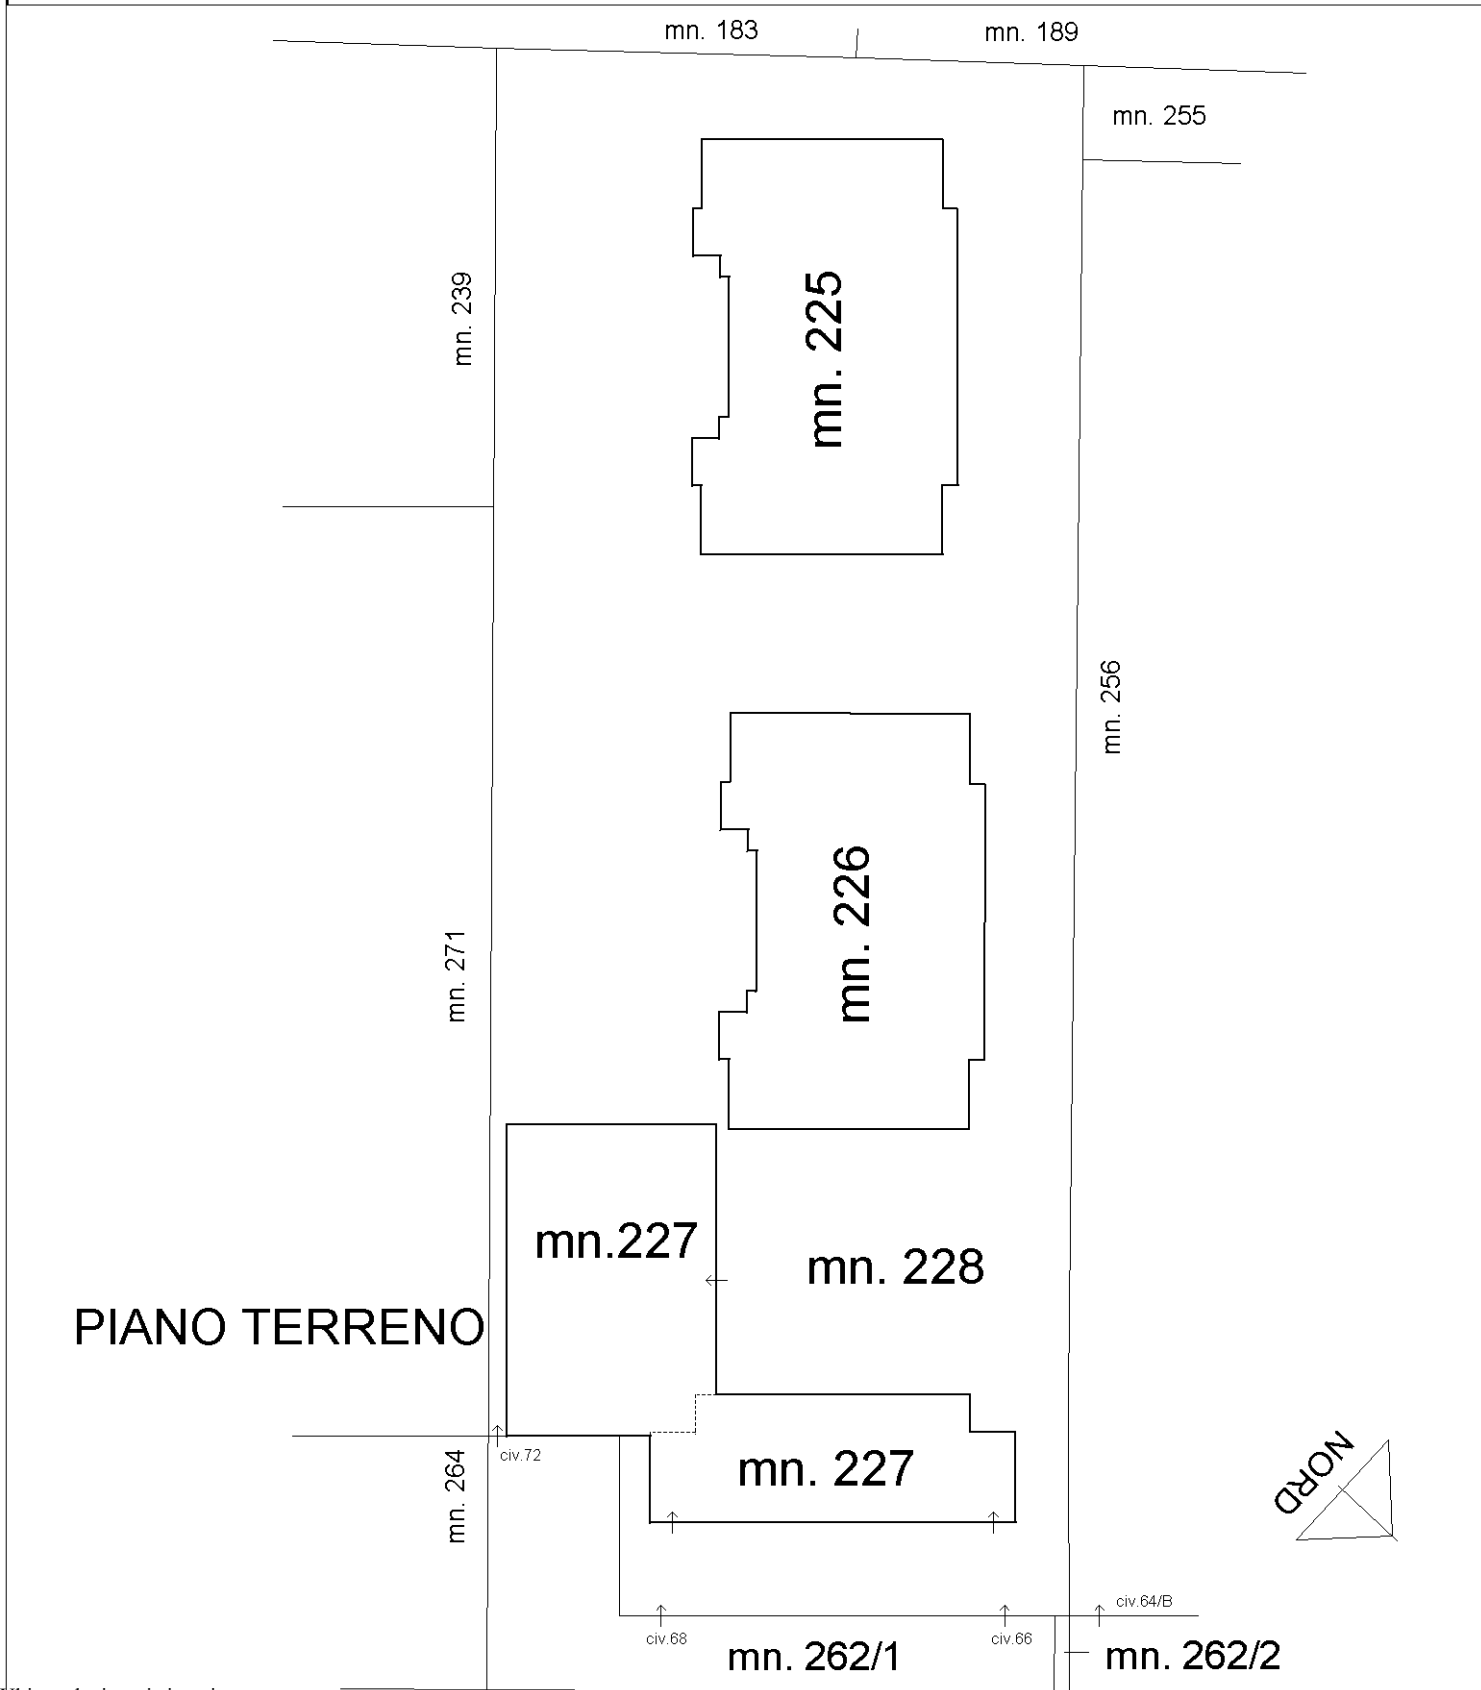 mn. 183
mn. 189
mn. 255
mn. 239
mn. 225
mn. 256
mn. 226
mn. 271
mn.227
mn. 228
PIANO TERRENO
civ.72
mn. 264
mn. 227
NORD
civ.64/B
civ.68
civ.66
mn. 262/1
mn. 262/2